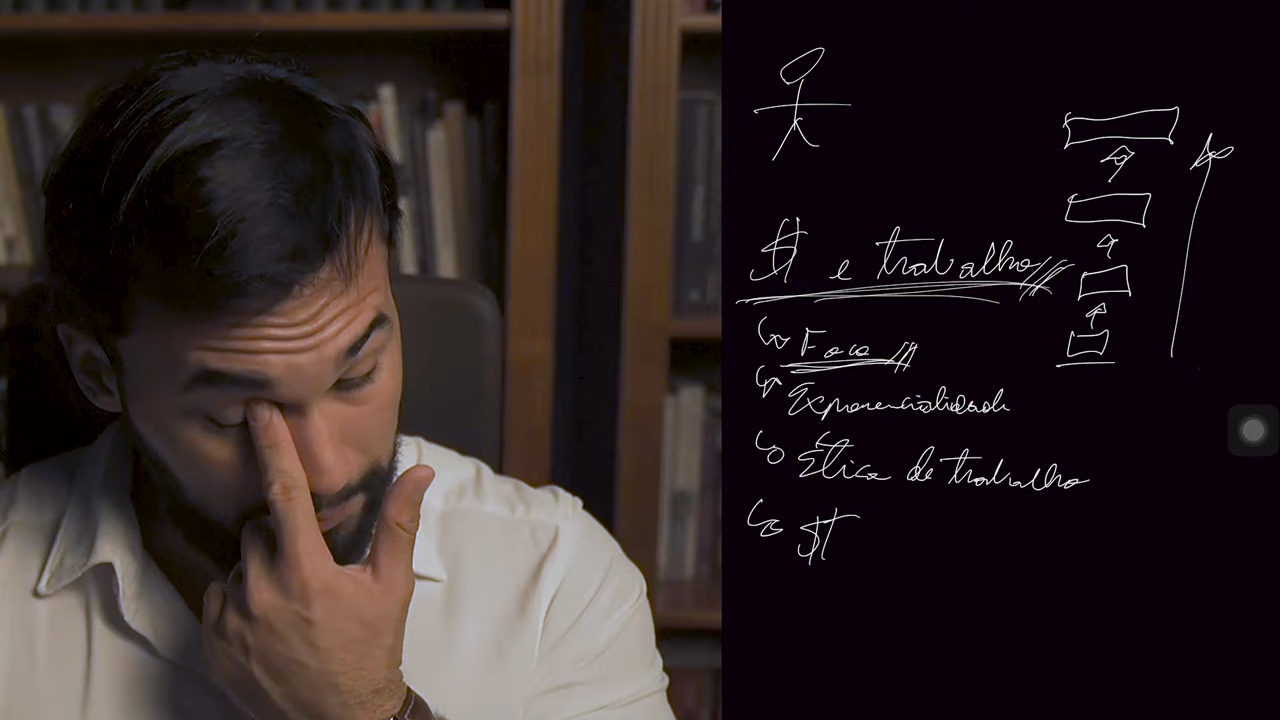 $ e trabalho
Foco
Exponencialidade
Ética de trabalho
$